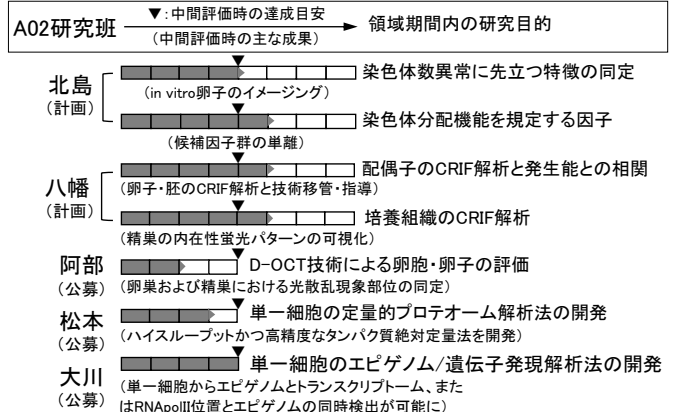 A02研究班 ▼:中間評価時の達成目安 領域期間内の研究目的
(中間評価時の主な成果)
北島
(計画)
染色体数異常に先立つ特徴の同定
(in vitro卵子のイメージング)
染色体分配機能を規定する因子
(候補因子群の単離)
八幡
(計画)
配偶子のCRIF解析と発生能との相関
(卵子・胚のCRIF解析と技術移管・指導)
培養組織のCRIF解析
(精巣の内在性蛍光パターンの可視化)
阿部
(公募)
D-OCT技術による卵胞・卵子の評価
(卵巣および精巣における光散乱現象部位の同定)
松本
(公募)
単一細胞の定量的プロテオーム解析法の開発
(ハイスループットかつ高精度なタンパク質絶対定量法を開発)
大川
(公募)
単一細胞のエピゲノム/遺伝子発現解析法の開発
(単一細胞からエピゲノムとトランスクリプトーム、また
はRNApolII位置とエピゲノムの同時検出が可能に)